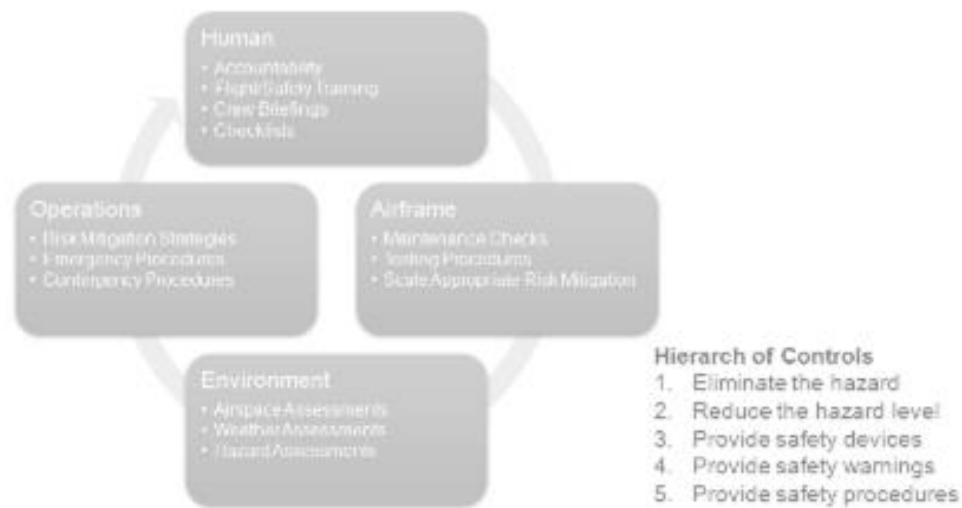 Human
• Accountability
• Flight/Safety Training
• Crew Briefings
• Checklists
Operations
• Risk Mitigation Strategies
• Emergency Procedures
• Contingency Procedures
Airframe
• Maintenance Checks
• Testing Procedures
• Scale Appropriate Risk Mitigation
Environment
• Airspace Assessments
• Weather Assessments
• Hazard Assessments
Hierarch of Controls
1. Eliminate the hazard
2. Reduce the hazard level
3. Provide safety devices
4. Provide safety warnings
5. Provide safety procedures